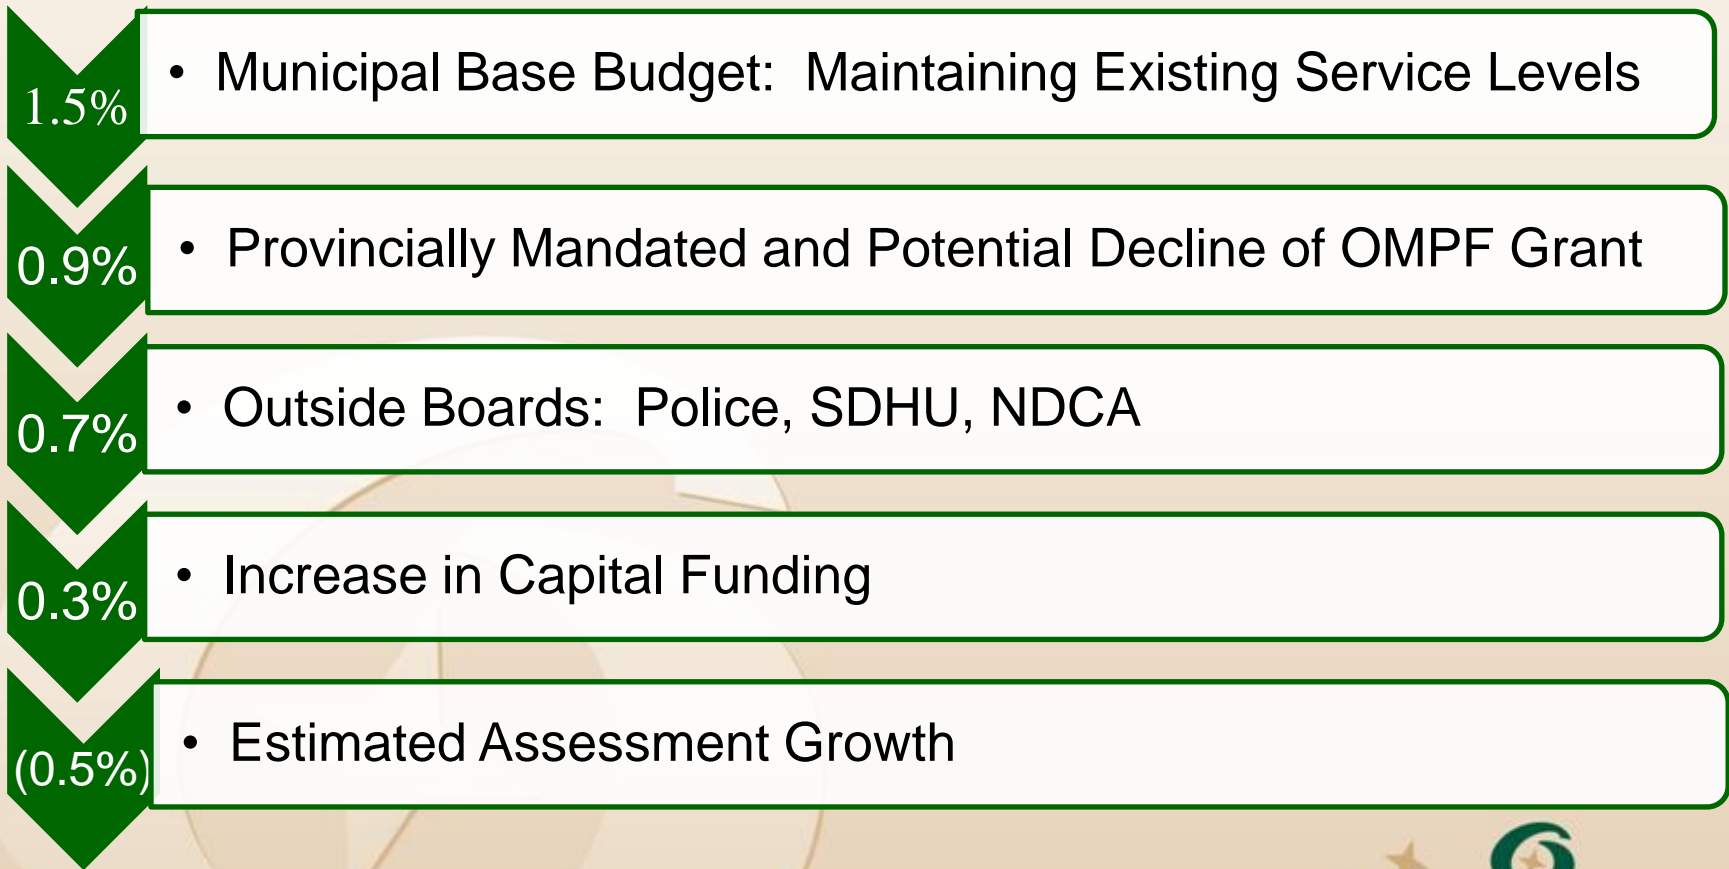 1.5%
• Municipal Base Budget: Maintaining Existing Service Levels
0.9%
• Provincially Mandated and Potential Decline of OMPF Grant
0.7%
• Outside Boards: Police, SDHU, NDCA
0.3%
• Increase in Capital Funding
(0.5%)
• Estimated Assessment Growth